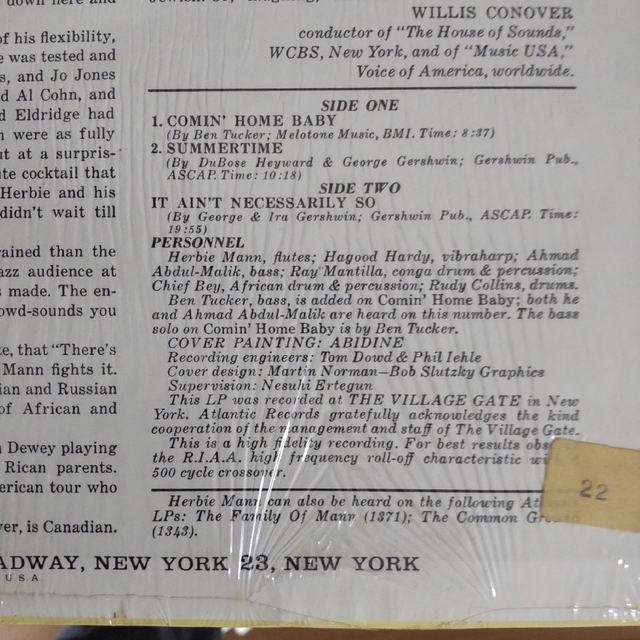 down here and
of his flexibility,
e was tested and
s, and Jo Jones
d Al Cohn, and
d Eldridge had
n were as fully
ut at a surpris-
ute cocktail that
Herbie and his
didn't wait till
rained than the
azz audience at
s made. The en-
owd-sounds you
te, that "There's
Mann fights it.
ian and Russian
of African and
n Dewey playing
Rican parents.
erican tour who
ver, is Canadian.
WILLIS CONOVER
conductor of "The House of Sounds,"
WCBS, New York, and of "Music USA,"
Voice of America, worldwide.
SIDE ONE
1. COMIN' HOME BABY
(By Ben Tucker; Melotone Music, BMI. Time: 8:37)
2. SUMMERTIME
(By DuBose Heyward & George Gershwin; Gershwin Pub.,
ASCAP. Time: 10:18)
SIDE TWO
IT AIN'T NECESSARILY SO
(By George & Ira Gershwin; Gershwin Pub., ASCAP. Time:
19:55)
PERSONNEL
Herbie Mann, flutes; Hagood Hardy, vibraharp; Ahmad
Abdul-Malik, bass; Ray Mantilla, conga drum & percussion;
Chief Bey, African drum & percussion; Rudy Collins, drums.
Ben Tucker, bass, is added on Comin' Home Baby; both he
and Ahmad Abdul-Malik are heard on this number. The bass
solo on Comin' Home Baby is by Ben Tucker.
COVER PAINTING: ABIDINE
Recording engineers: Tom Dowd & Phil Iehle
Cover design: Martin Norman—Bob Slutzky Graphics
Supervision: Nesuhi Ertegun
This LP was recorded at THE VILLAGE GATE in New
York. Atlantic Records gratefully acknowledges the kind
cooperation of the management and staff of The Village Gate.
This is a high fidelity recording. For best results obs
the R.I.A.A. high frequency roll-off characteristic wi
500 cycle crossover.
Herbie Mann can also be heard on the following At
LPs: The Family Of Mann (1371); The Common Gro
(1343).
22
ADWAY, NEW YORK 23, NEW YORK
U.S.A.